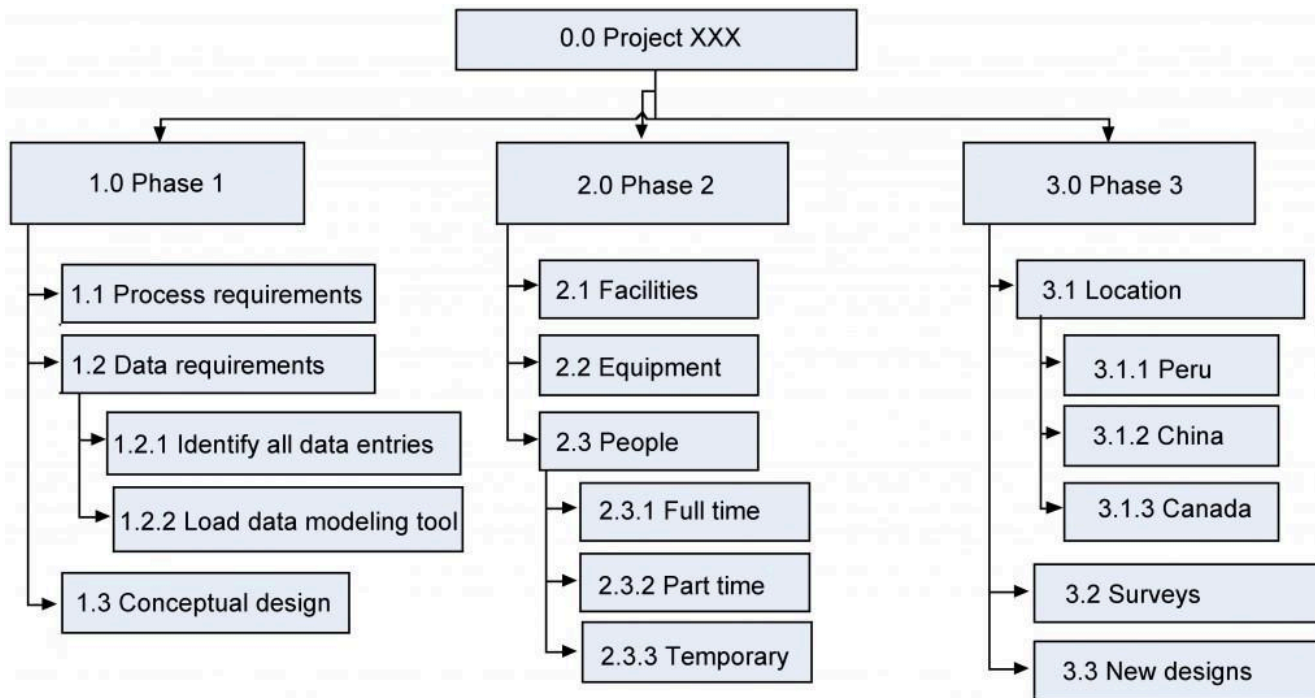 0.0 Project XXX
1.0 Phase 1
1.1 Process requirements
1.2 Data requirements
1.2.1 Identify all data entries
1.2.2 Load data modeling tool
1.3 Conceptual design
2.0 Phase 2
2.1 Facilities
2.2 Equipment
2.3 People
2.3.1 Full time
2.3.2 Part time
2.3.3 Temporary
3.0 Phase 3
3.1 Location
3.1.1 Peru
3.1.2 China
3.1.3 Canada
3.2 Surveys
3.3 New designs